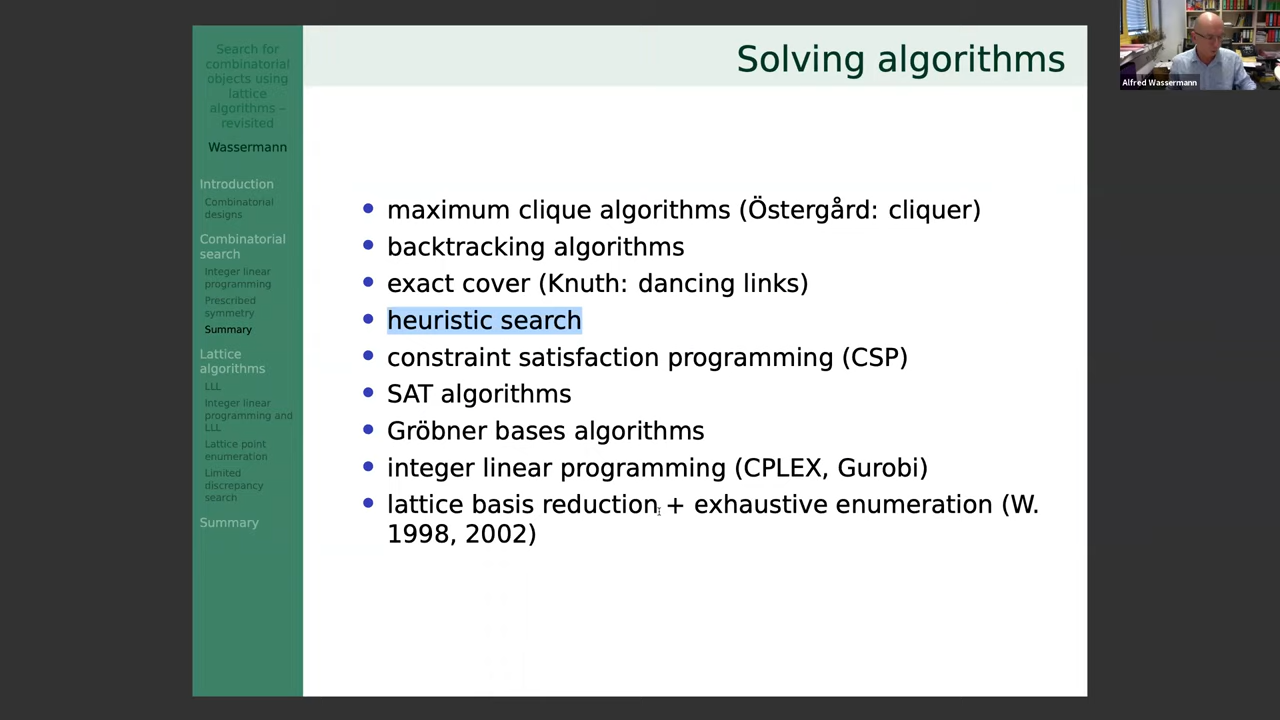 Search for
combinatorial
objects using
lattice
algorithms –
revisited
Wassermann
Introduction
Combinatorial
designs
Combinatorial
search
Integer linear
programming
Prescribed
symmetry
Summary
Lattice
algorithms
LLL
Integer linear
programming and
LLL
Lattice point
enumeration
Limited
discrepancy
search
Summary
Solving algorithms
• maximum clique algorithms (Östergård: cliquer)
• backtracking algorithms
• exact cover (Knuth: dancing links)
• heuristic search
• constraint satisfaction programming (CSP)
• SAT algorithms
• Gröbner bases algorithms
• integer linear programming (CPLEX, Gurobi)
• lattice basis reduction + exhaustive enumeration (W.
1998, 2002)
Alfred Wassermann